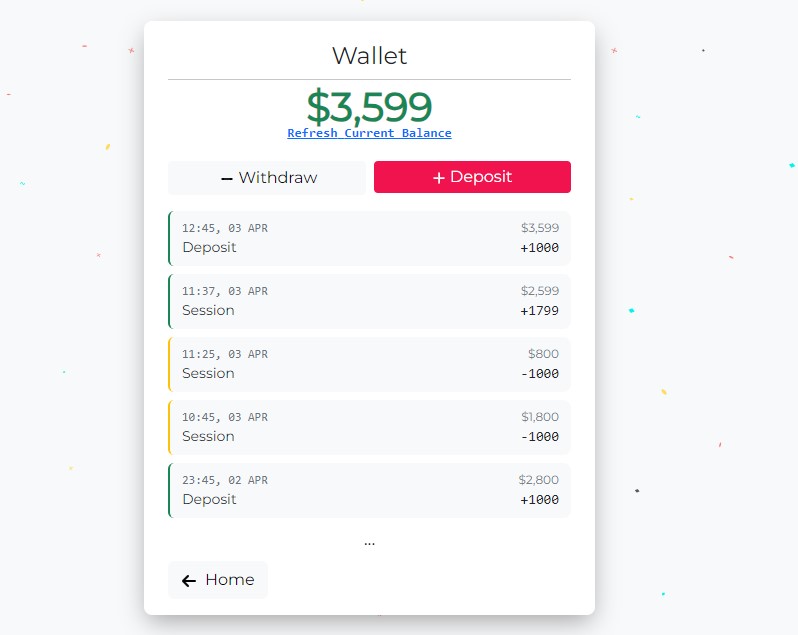 Wallet
$3,599
Refresh Current Balance
− Withdraw
+ Deposit
12:45, 03 APR $3,599
Deposit +1000
11:37, 03 APR $2,599
Session +1799
11:25, 03 APR $800
Session -1000
10:45, 03 APR $1,800
Session -1000
23:45, 02 APR $2,800
Deposit +1000
...
← Home